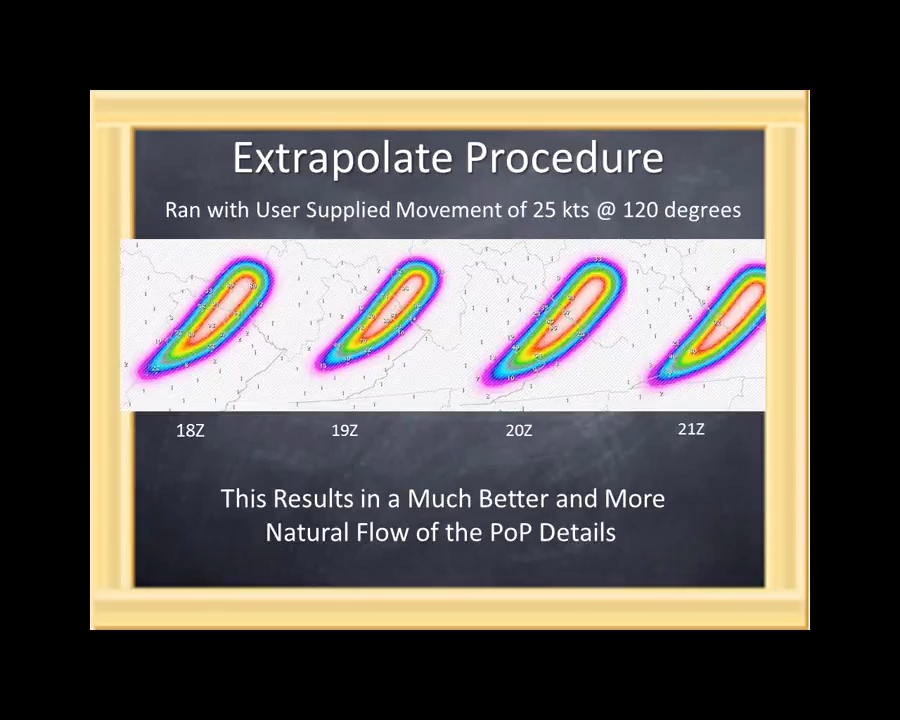 Extrapolate Procedure
Ran with User Supplied Movement of 25 kts @ 120 degrees
18Z 19Z 20Z 21Z
This Results in a Much Better and More
Natural Flow of the PoP Details